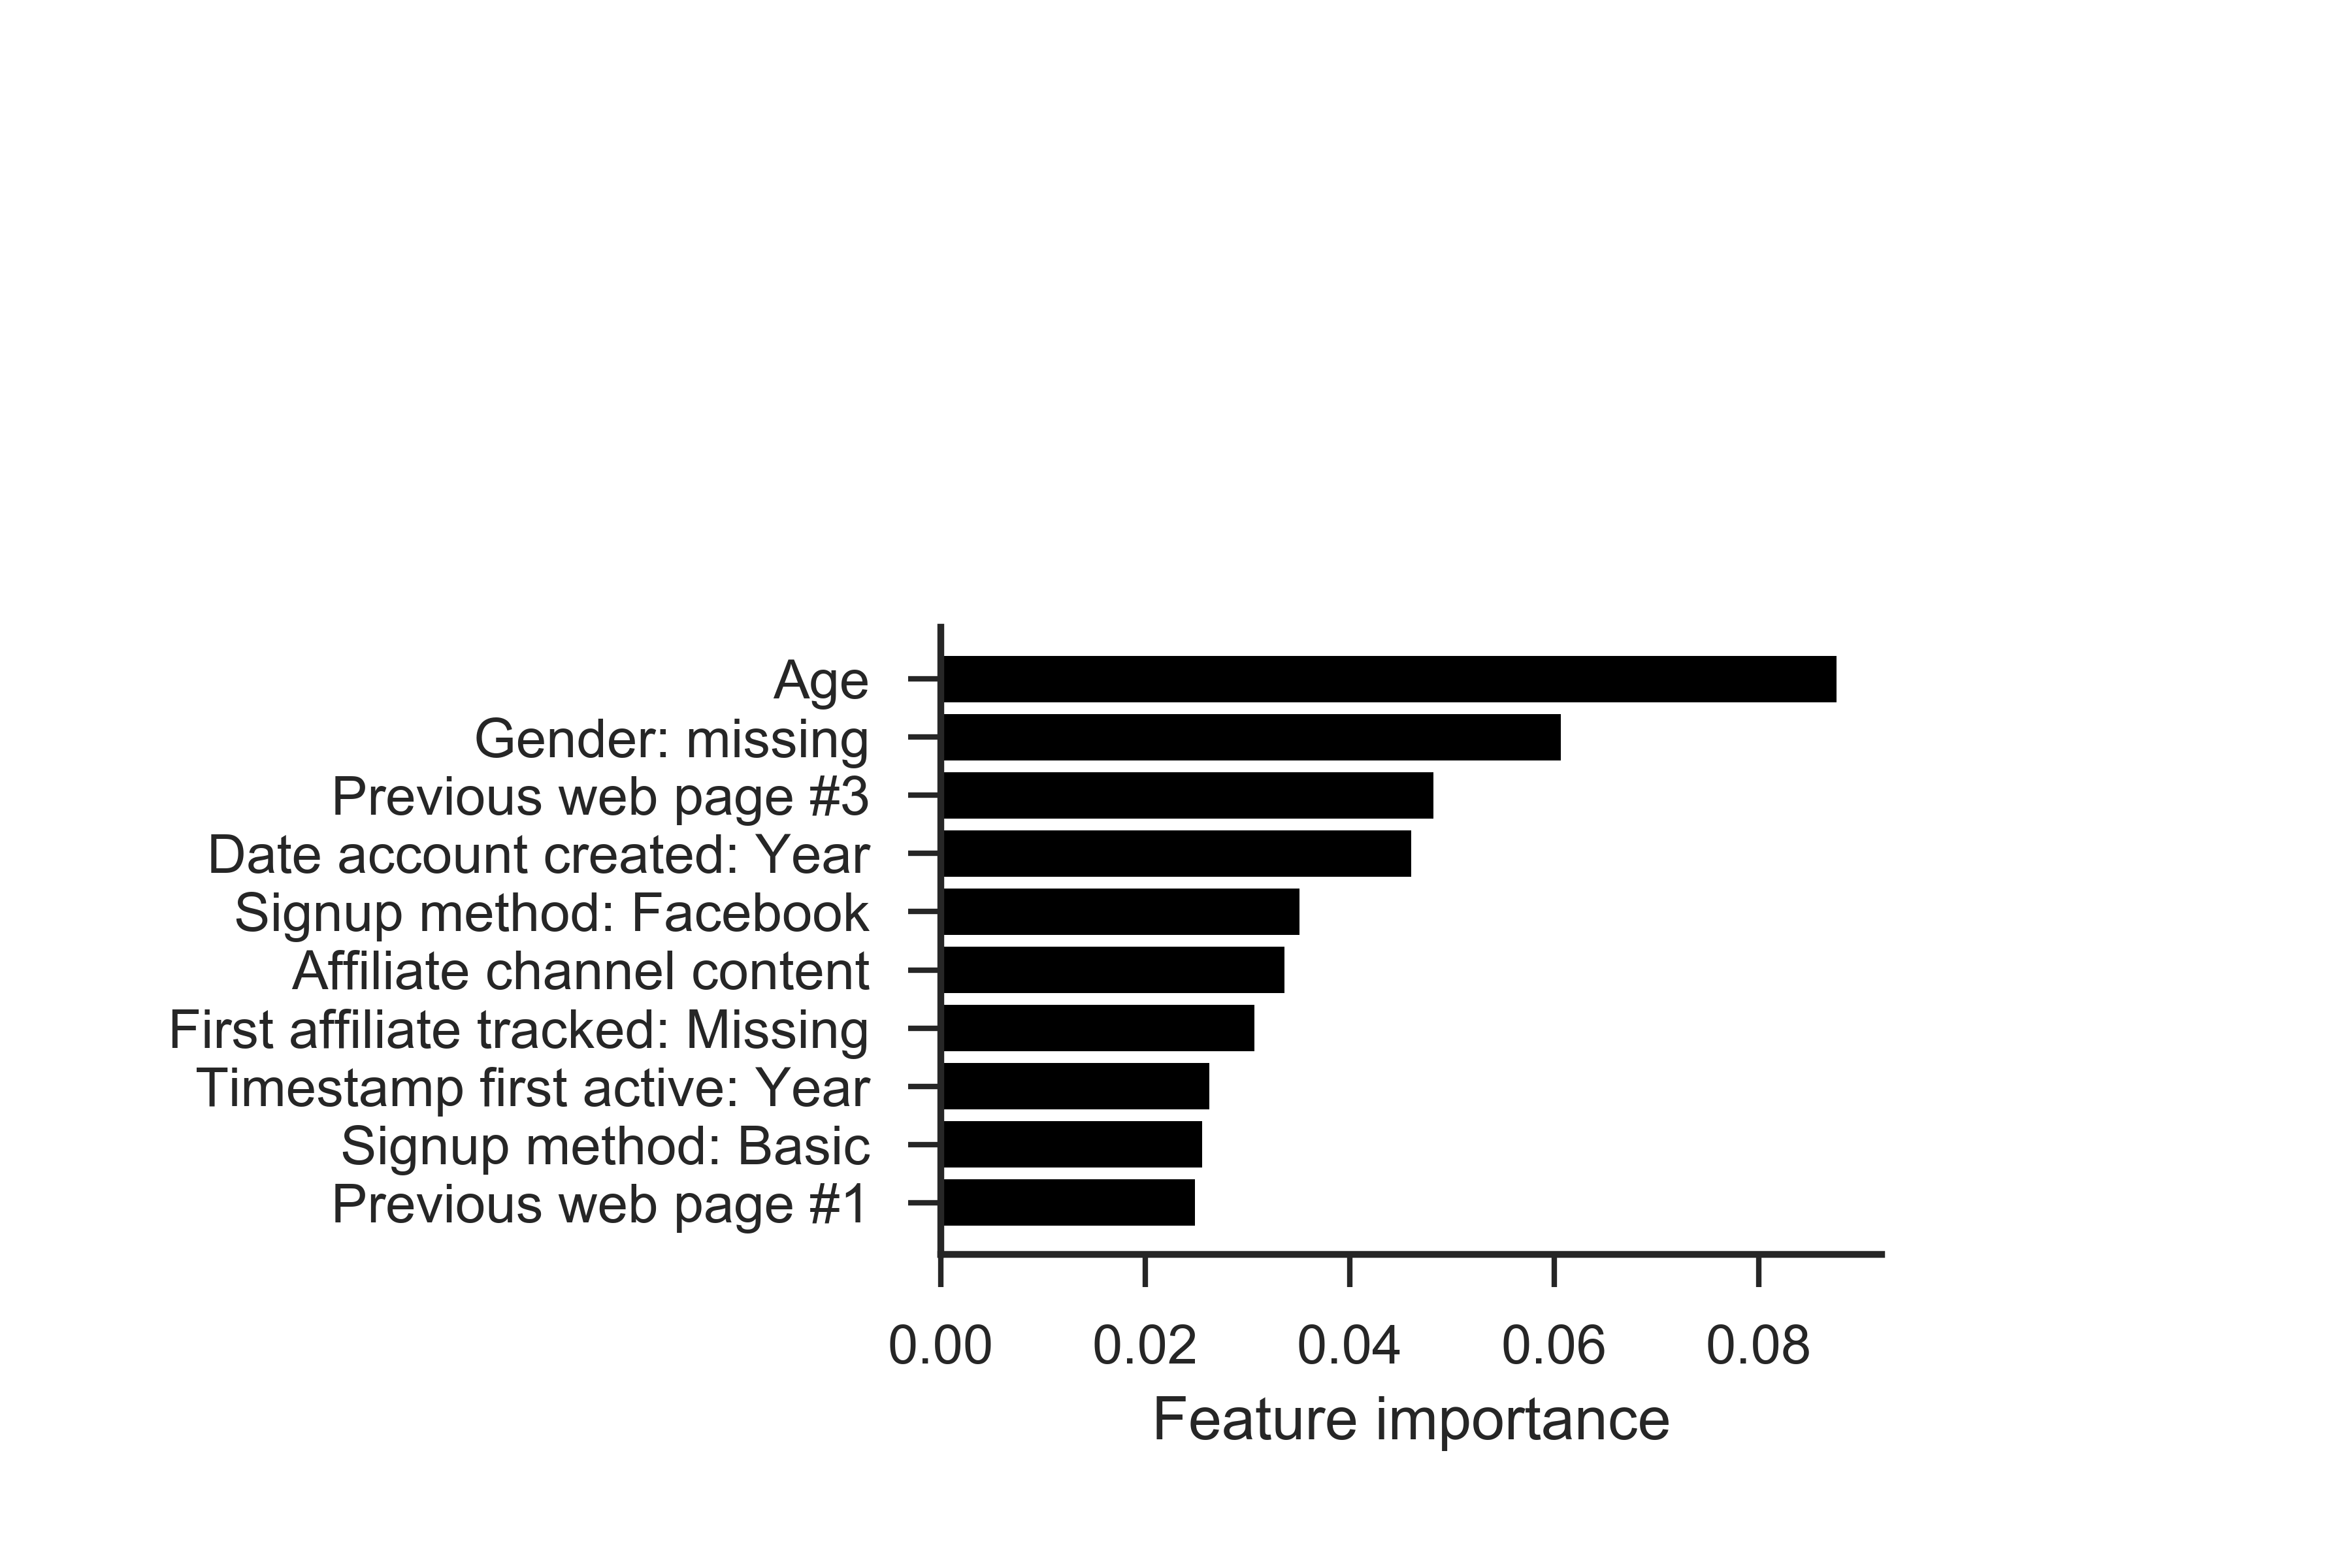 Age
Gender: missing
Previous web page #3
Date account created: Year
Signup method: Facebook
Affiliate channel content
First affiliate tracked: Missing
Timestamp first active: Year
Signup method: Basic
Previous web page #1
0.00 0.02 0.04 0.06 0.08
Feature importance